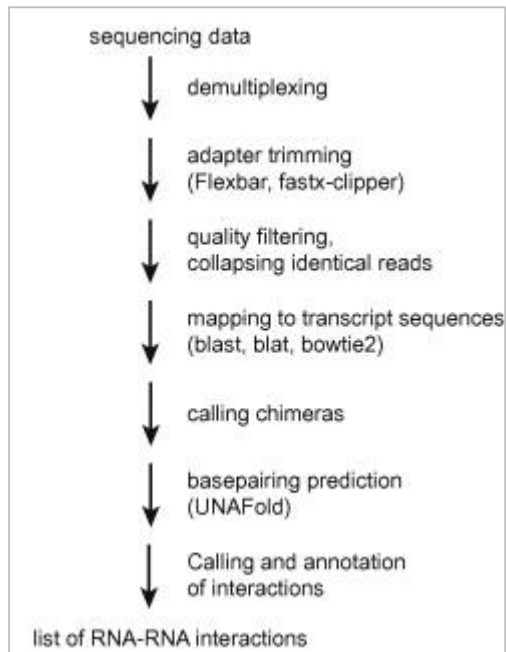 sequencing data
demultiplexing
adapter trimming
(Flexbar, fastx-clipper)
quality filtering,
collapsing identical reads
mapping to transcript sequences
(blast, blat, bowtie2)
calling chimeras
basepairing prediction
(UNAFold)
Calling and annotation
of interactions
list of RNA-RNA interactions